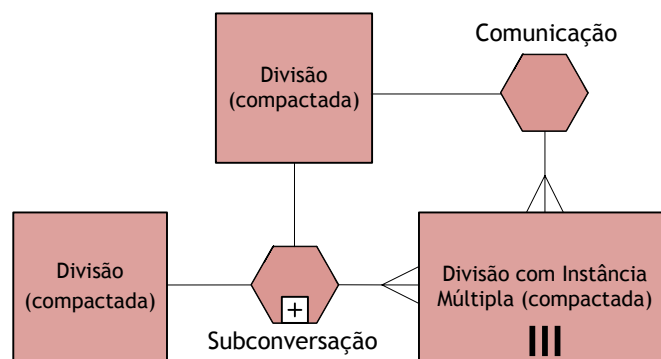 Comunicação
Divisão
(compactada)
Divisão
(compactada)
Divisão com Instância
Múltipla (compactada)
Subconversação